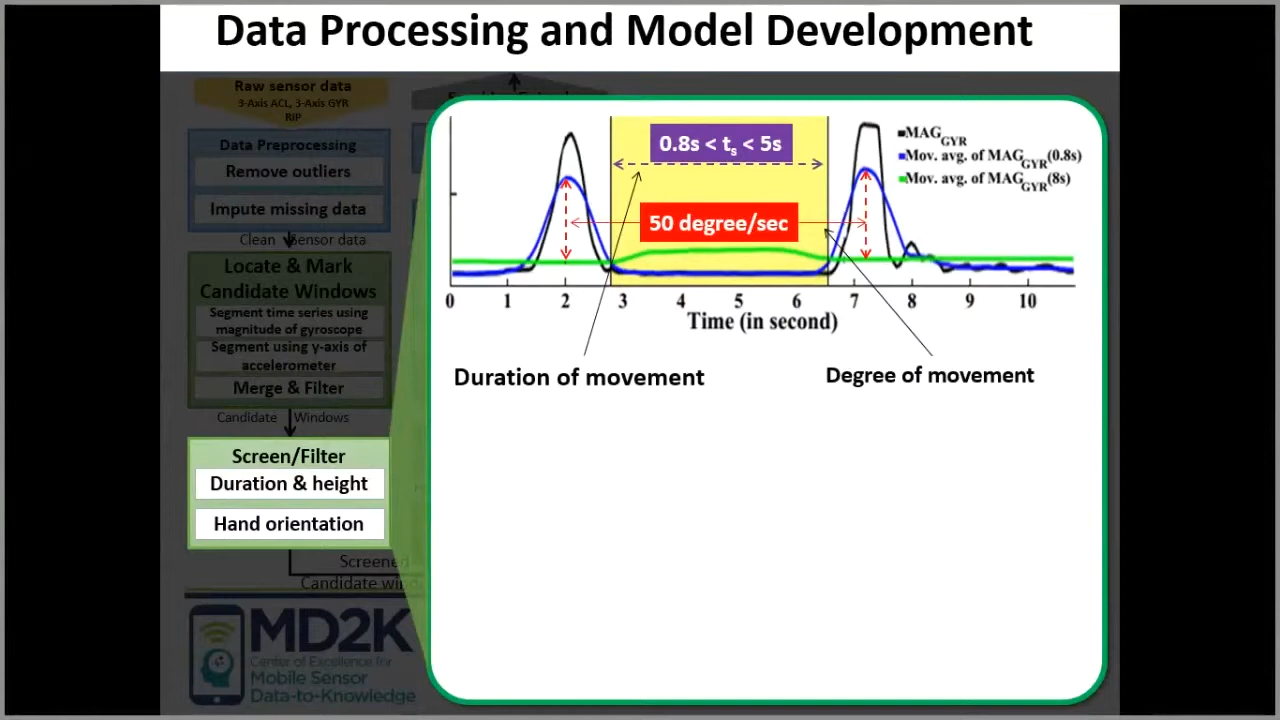 Data Processing and Model Development
Raw sensor data
3-Axis ACL, 3-Axis GYR
RIP
Data Preprocessing
Remove outliers
Impute missing data
Clean Sensor data
Locate & Mark
Candidate Windows
Segment time series using
magnitude of gyroscope
Segment using y-axis of
accelerometer
Merge & Filter
Candidate Windows
Screen/Filter
Duration & height
Hand orientation
Screened
Candidate
MD2K
Center of Excellence for
Mobile Sensor
Data-to-Knowledge
0.8s < ts < 5s
50 degree/sec
MAGGYR
Mov. avg. of MAGGYR(0.8s)
Mov. avg. of MAGGYR(8s)
0 1 2 3 4 5 6 7 8 9 10
Time (in second)
Duration of movement
Degree of movement